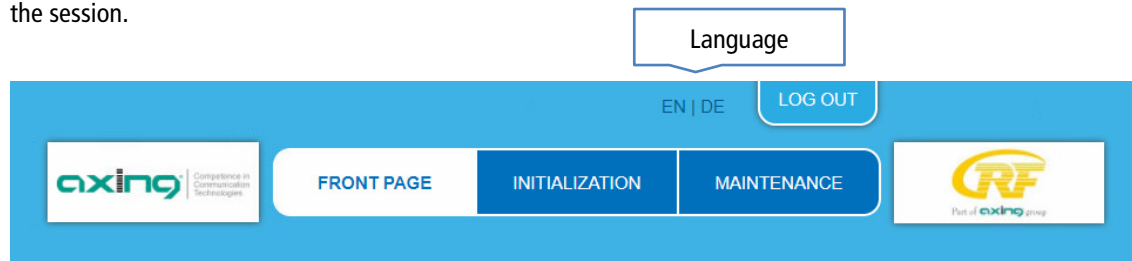 the session.
Language
EN | DE
LOG OUT
axing
Competence in
Communication
Technologies
FRONT PAGE
INITIALIZATION
MAINTENANCE
CRF
Part of axing group